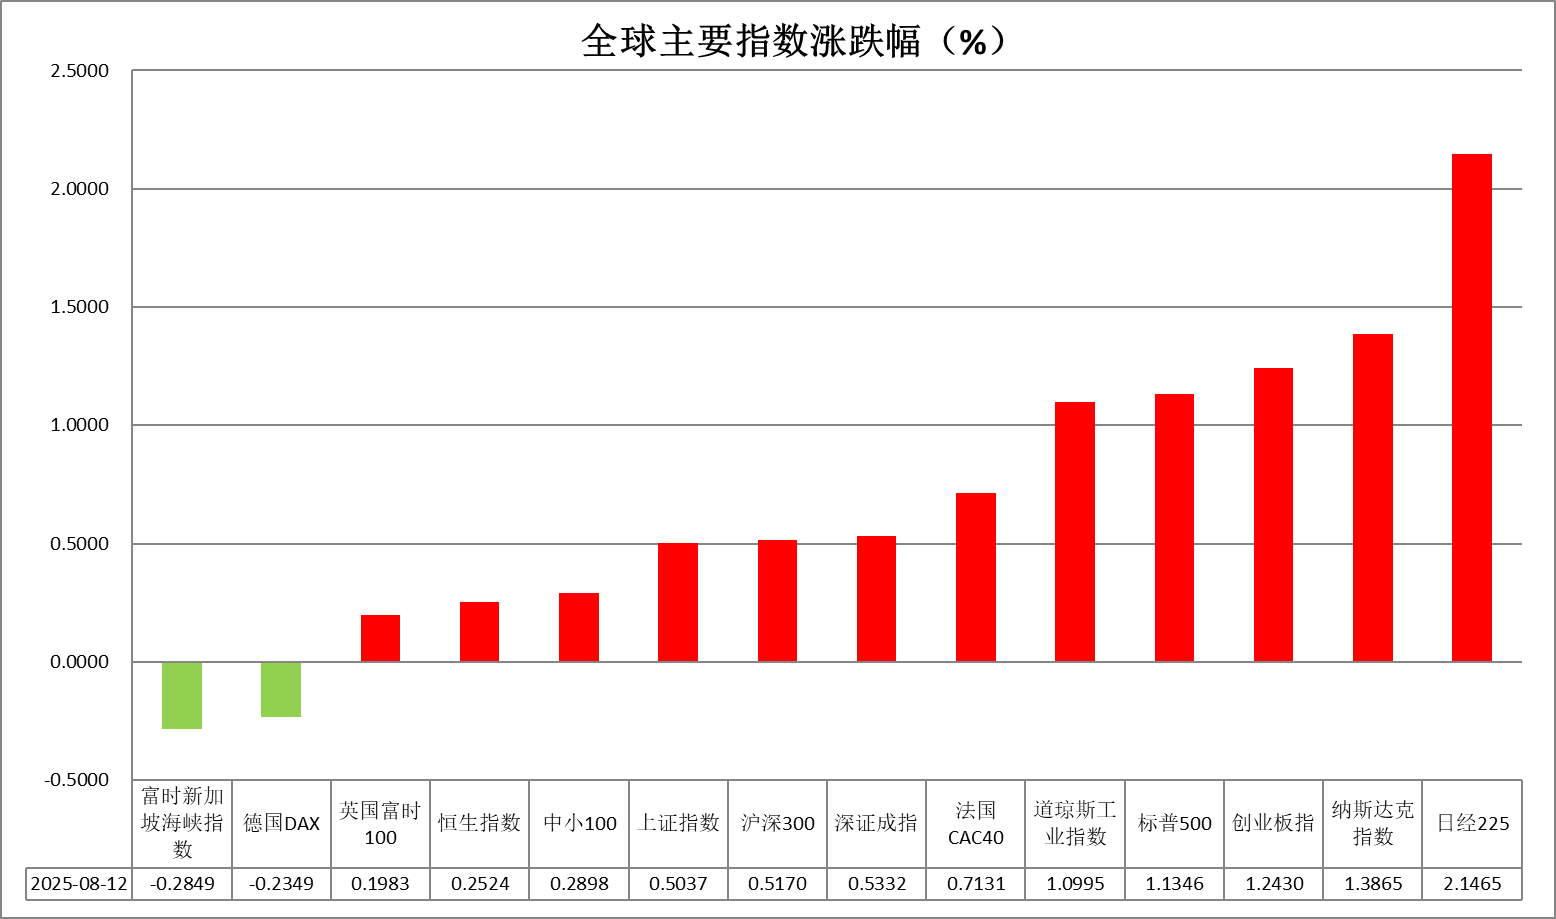 全球主要指数涨跌幅（%）
2.5000
2.0000
1.5000
1.0000
0.5000
0.0000
-0.5000
富时新加
坡海峡指
数
德国DAX
英国富时
100
恒生指数
中小100
上证指数
沪深300
深证成指
法国
CAC40
道琼斯工
业指数
标普500
创业板指
纳斯达克
指数
日经225
2025-08-12 -0.2849 -0.2349 0.1983 0.2524 0.2898 0.5037 0.5170 0.5332 0.7131 1.0995 1.1346 1.2430 1.3865 2.1465